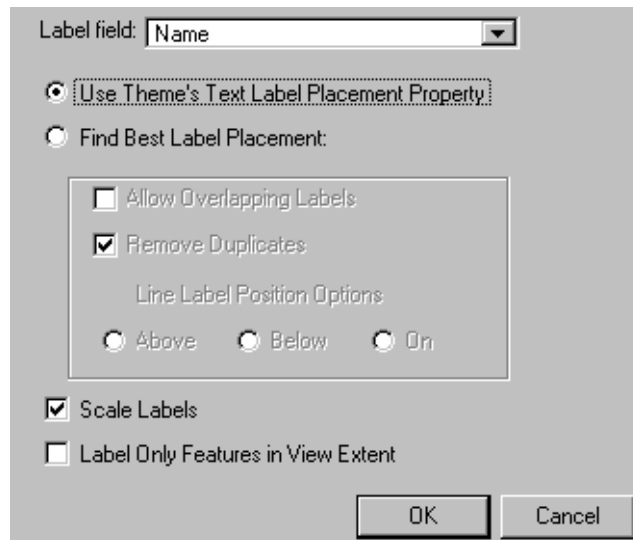 Label field: Name
Use Theme's Text Label Placement Property
Find Best Label Placement:
Allow Overlapping Labels
Remove Duplicates
Line Label Position Options
Above Below On
Scale Labels
Label Only Features in View Extent
OK Cancel